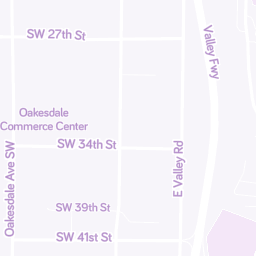 SW 27th St
Valley Fwy
Oakesdale
Commerce Center
SW 34th St
Oakesdale Ave SW
E Valley Rd
SW 39th St
SW 41st St